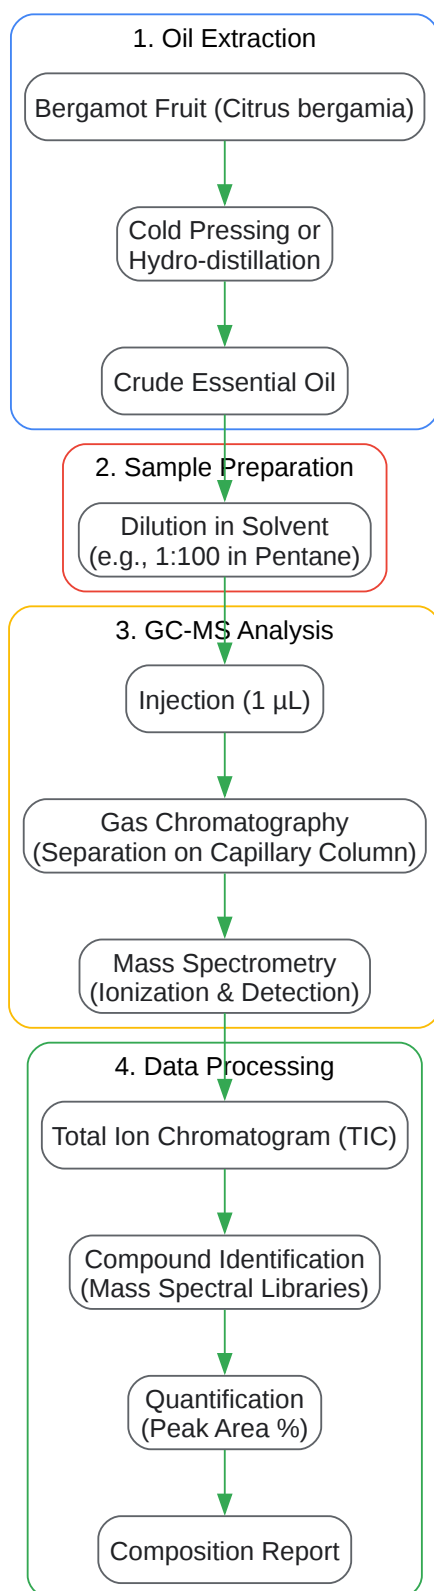 1. Oil Extraction
Bergamot Fruit (Citrus bergamia)
Cold Pressing or
Hydro-distillation
Crude Essential Oil
2. Sample Preparation
Dilution in Solvent
(e.g., 1:100 in Pentane)
3. GC-MS Analysis
Injection (1 µL)
Gas Chromatography
(Separation on Capillary Column)
Mass Spectrometry
(Ionization & Detection)
4. Data Processing
Total Ion Chromatogram (TIC)
Compound Identification
(Mass Spectral Libraries)
Quantification
(Peak Area %)
Composition Report